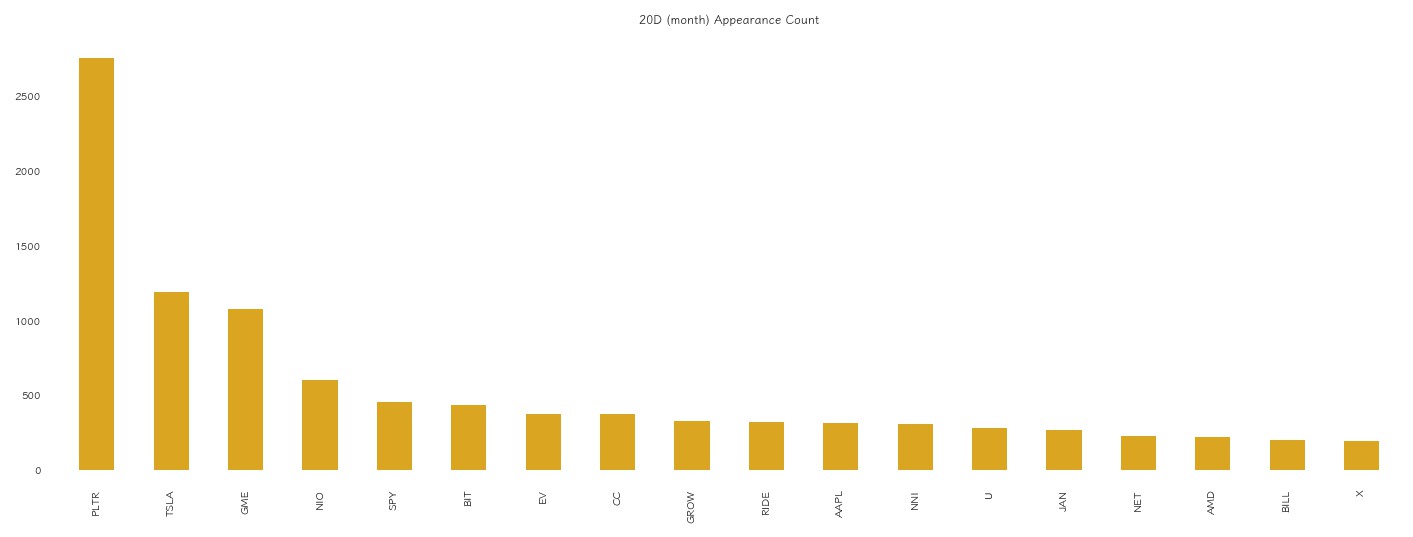 20D (month) Appearance Count
2500
2000
1500
1000
500
0
PLTR
TSLA
GME
NIO
SPY
BIT
EV
CC
GROW
RIDE
AAPL
NNI
U
JAN
NET
AMD
BILL
X